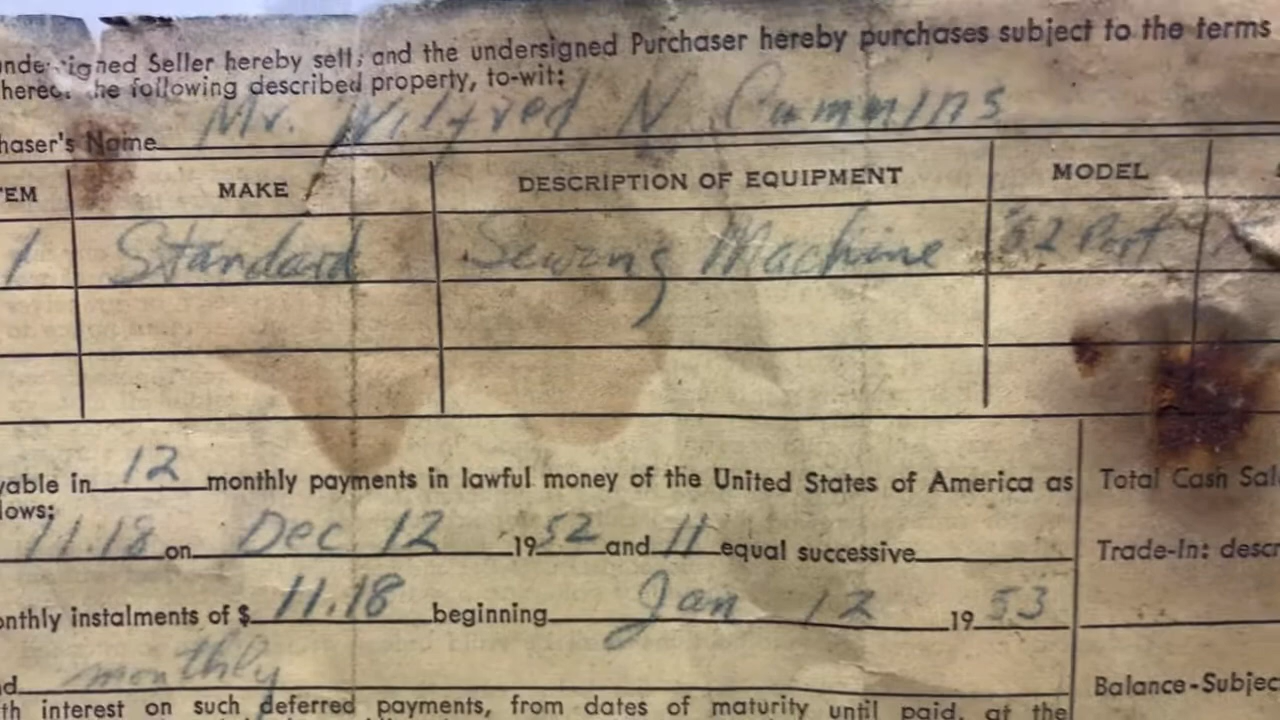 undersigned Seller hereby sell, and the undersigned Purchaser hereby purchases subject to the terms
he following described property, to-wit:
haser's Name Mr. Wilfred N Cummins
EM MAKE DESCRIPTION OF EQUIPMENT MODEL
1 Standard Sewing Machine 52 Port
yable in 12 monthly payments in lawful money of the United States of America as Total Cash Sal
lows:
11.18 on Dec 12 1952 and 11 equal successive Trade-In: descr
onthly instalments of $ 11.18 beginning Jan 12 1953
d monthly Balance-Subjec
th interest on such deferred payments, from dates of maturity until paid, at the